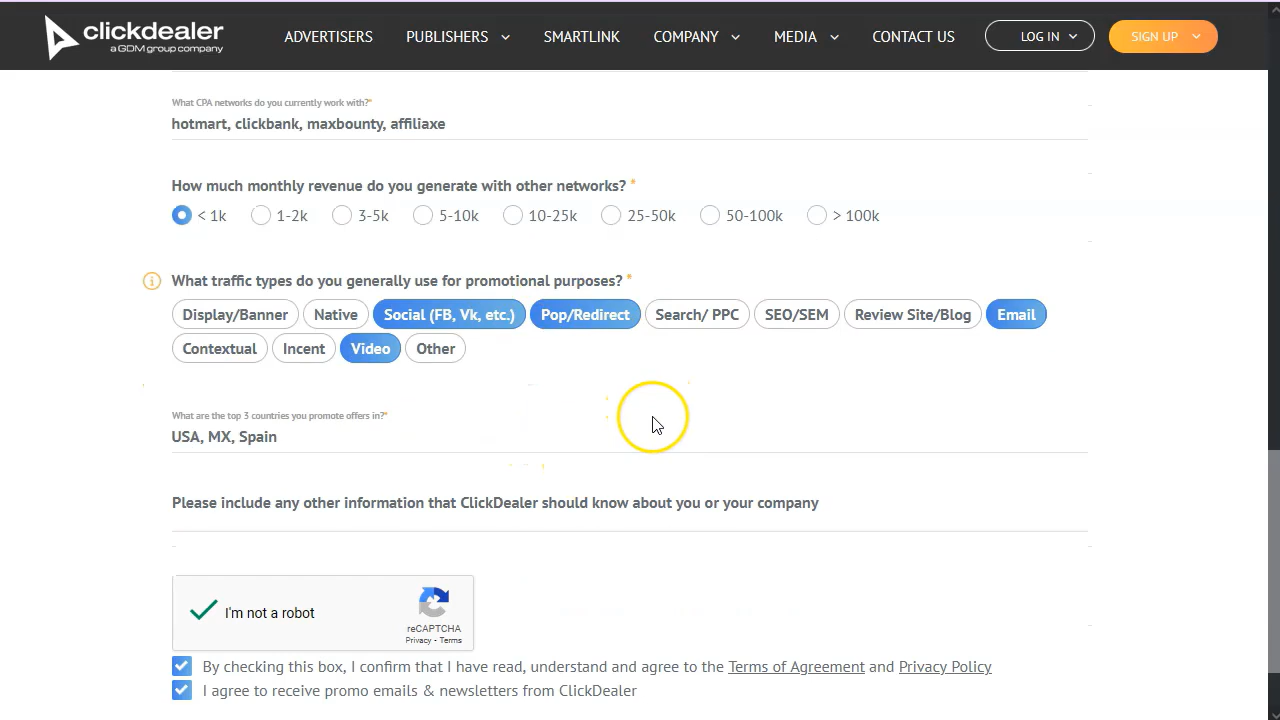 clickdealer
a GDM group company
ADVERTISERS PUBLISHERS SMARTLINK COMPANY MEDIA CONTACT US LOG IN SIGN UP
What CPA networks do you currently work with?*
hotmart, clickbank, maxbounty, affiliaxe
How much monthly revenue do you generate with other networks? *
< 1k 1-2k 3-5k 5-10k 10-25k 25-50k 50-100k > 100k
What traffic types do you generally use for promotional purposes? *
Display/Banner Native Social (FB, Vk, etc.) Pop/Redirect Search/ PPC SEO/SEM Review Site/Blog Email
Contextual Incent Video Other
What are the top 3 countries you promote offers in?*
USA, MX, Spain
Please include any other information that ClickDealer should know about you or your company
I'm not a robot
reCAPTCHA
Privacy - Terms
By checking this box, I confirm that I have read, understand and agree to the Terms of Agreement and Privacy Policy
I agree to receive promo emails & newsletters from ClickDealer